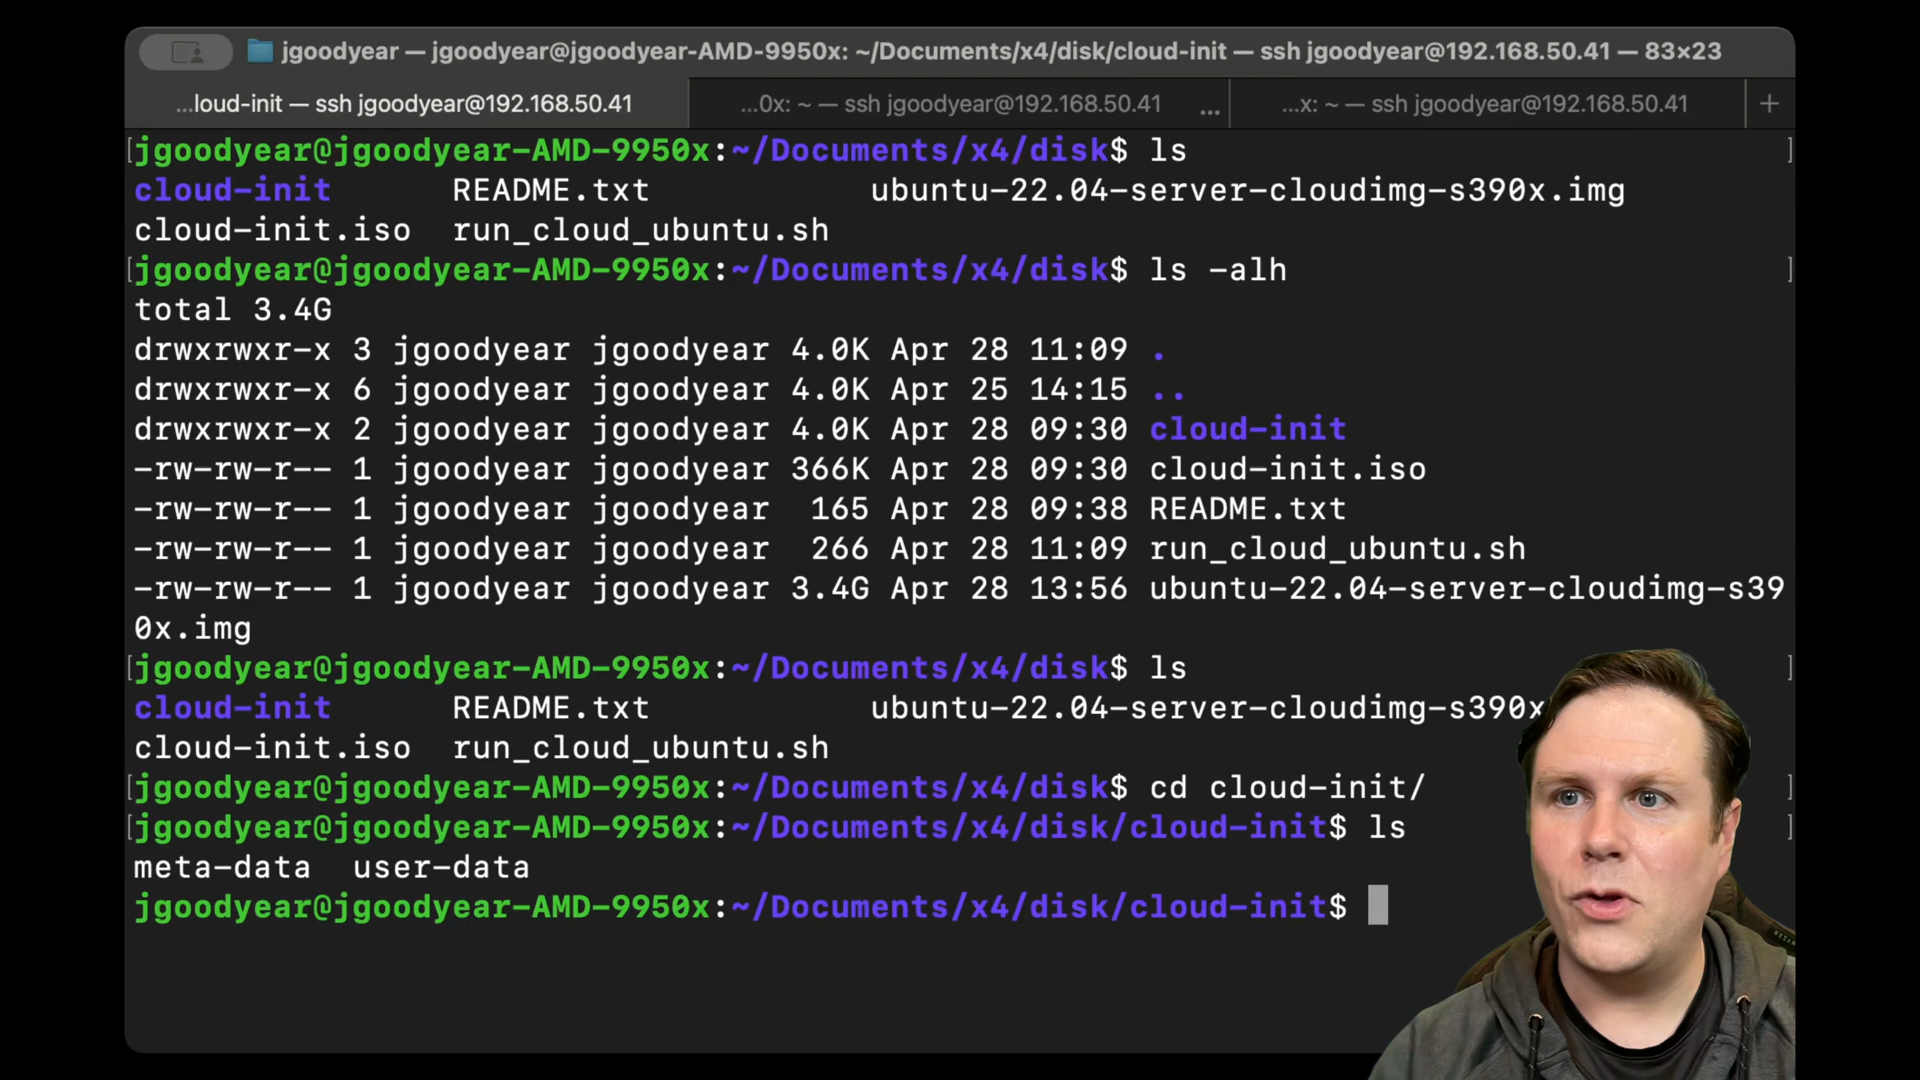 jgoodyear — jgoodyear@jgoodyear-AMD-9950x: ~/Documents/x4/disk/cloud-init — ssh jgoodyear@192.168.50.41 — 83×23
...loud-init — ssh jgoodyear@192.168.50.41 ...0x: ~ — ssh jgoodyear@192.168.50.41 ... ...x: ~ — ssh jgoodyear@192.168.50.41 +
[jgoodyear@jgoodyear-AMD-9950x:~/Documents/x4/disk$ ls ]
cloud-init README.txt ubuntu-22.04-server-cloudimg-s390x.img
cloud-init.iso run_cloud_ubuntu.sh
[jgoodyear@jgoodyear-AMD-9950x:~/Documents/x4/disk$ ls -alh ]
total 3.4G
drwxrwxr-x 3 jgoodyear jgoodyear 4.0K Apr 28 11:09 .
drwxrwxr-x 6 jgoodyear jgoodyear 4.0K Apr 25 14:15 ..
drwxrwxr-x 2 jgoodyear jgoodyear 4.0K Apr 28 09:30 cloud-init
-rw-rw-r-- 1 jgoodyear jgoodyear 366K Apr 28 09:30 cloud-init.iso
-rw-rw-r-- 1 jgoodyear jgoodyear 165 Apr 28 09:38 README.txt
-rw-rw-r-- 1 jgoodyear jgoodyear 266 Apr 28 11:09 run_cloud_ubuntu.sh
-rw-rw-r-- 1 jgoodyear jgoodyear 3.4G Apr 28 13:56 ubuntu-22.04-server-cloudimg-s39
0x.img
[jgoodyear@jgoodyear-AMD-9950x:~/Documents/x4/disk$ ls ]
cloud-init README.txt ubuntu-22.04-server-cloudimg-s390x
cloud-init.iso run_cloud_ubuntu.sh
[jgoodyear@jgoodyear-AMD-9950x:~/Documents/x4/disk$ cd cloud-init/ ]
[jgoodyear@jgoodyear-AMD-9950x:~/Documents/x4/disk/cloud-init$ ls ]
meta-data user-data
jgoodyear@jgoodyear-AMD-9950x:~/Documents/x4/disk/cloud-init$